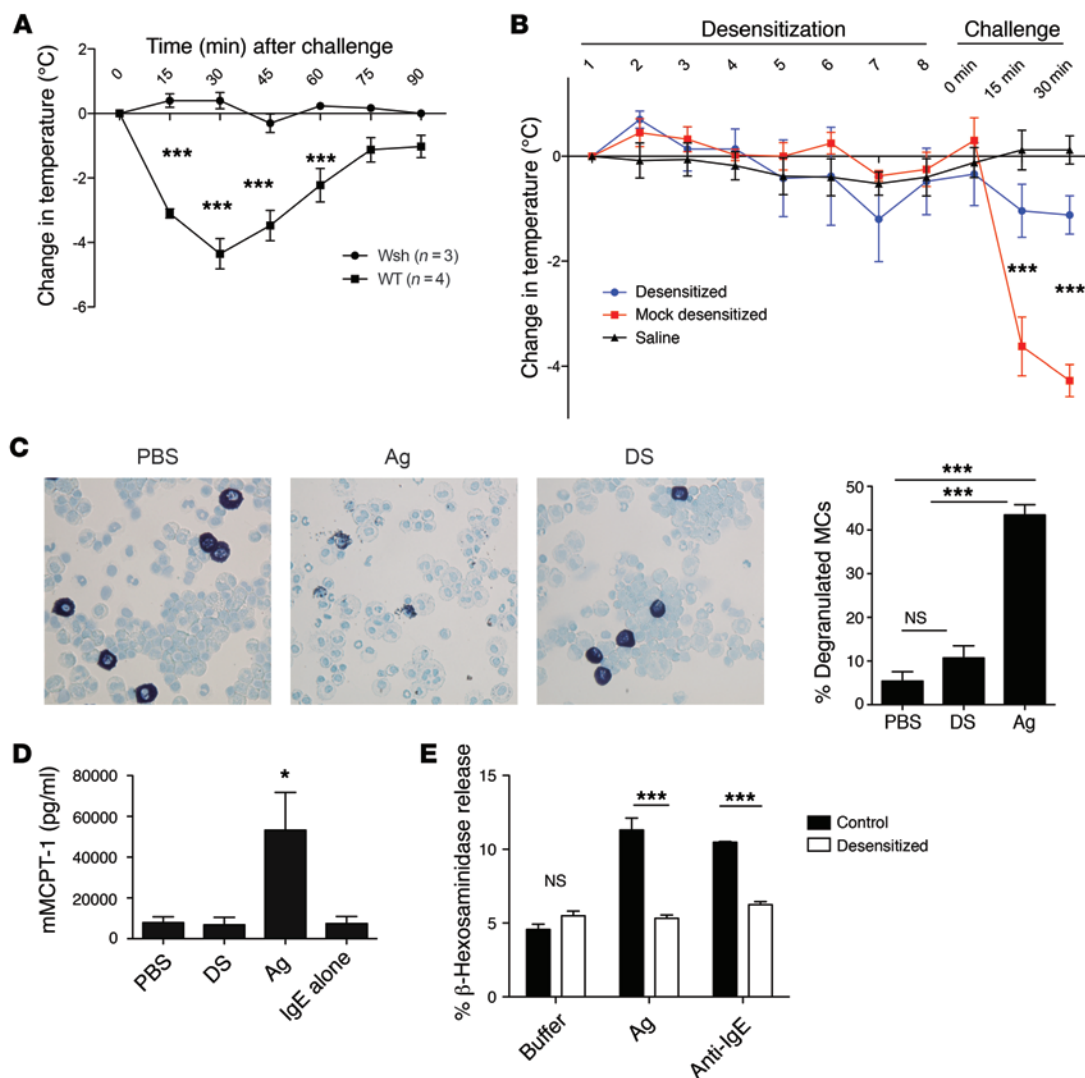 A
Time (min) after challenge
0 15 30 45 60 75 90
Change in temperature (°C)
2
0
-2
-4
-6
***
***
***
***
Wsh (n = 3)
WT (n = 4)
B
Desensitization
Challenge
1 2 3 4 5 6 7 8 0 min 15 min 30 min
Change in temperature (°C)
0
-2
-4
***
***
Desensitized
Mock desensitized
Saline
C
PBS
Ag
DS
% Degranulated MCs
50
40
30
20
10
0
***
***
NS
PBS DS Ag
D
mMCPT-1 (pg/ml)
100000
80000
60000
40000
20000
0
*
PBS DS Ag IgE alone
E
% β-Hexosaminidase release
15
10
5
0
NS
***
***
Buffer Ag Anti-IgE
Control
Desensitized